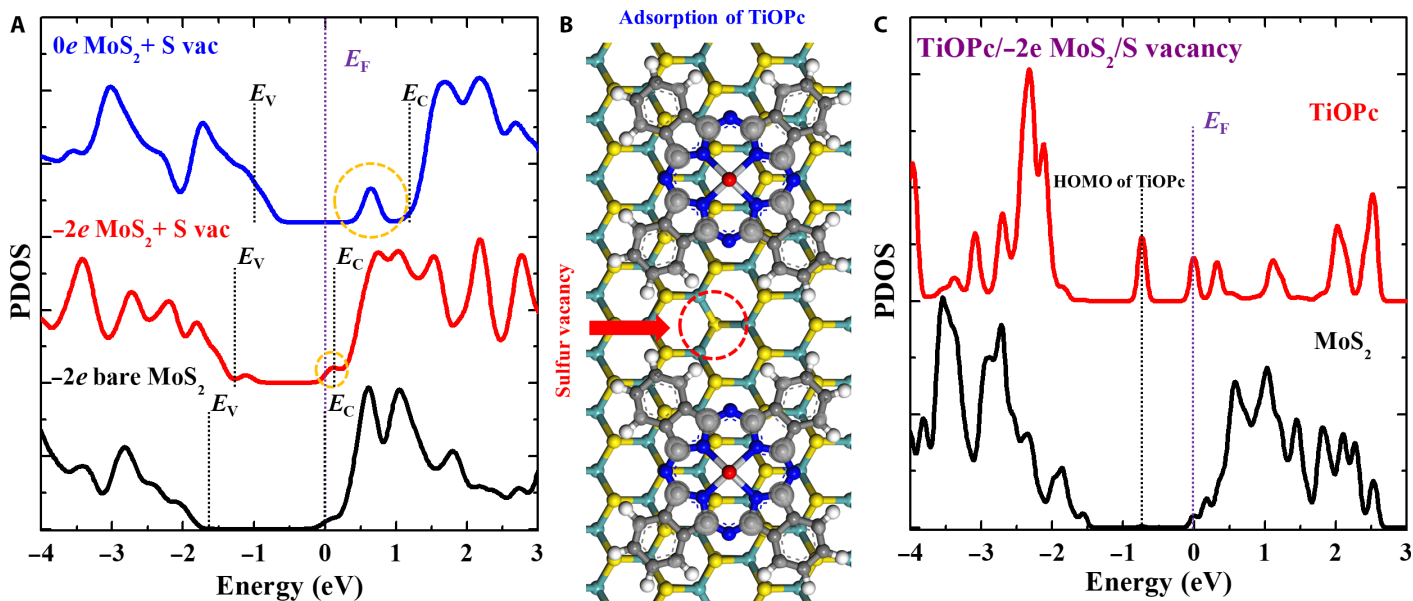 A
0e MoS2+ S vac
EF
EV
EC
−2e MoS2+ S vac
EV
EC
−2e bare MoS2
EV
EC
PDOS
−4 −3 −2 −1 0 1 2 3
Energy (eV)
B
Adsorption of TiOPc
Sulfur vacancy
C
TiOPc/−2e MoS2/S vacancy
TiOPc
EF
HOMO of TiOPc
MoS2
PDOS
−4 −3 −2 −1 0 1 2 3
Energy (eV)